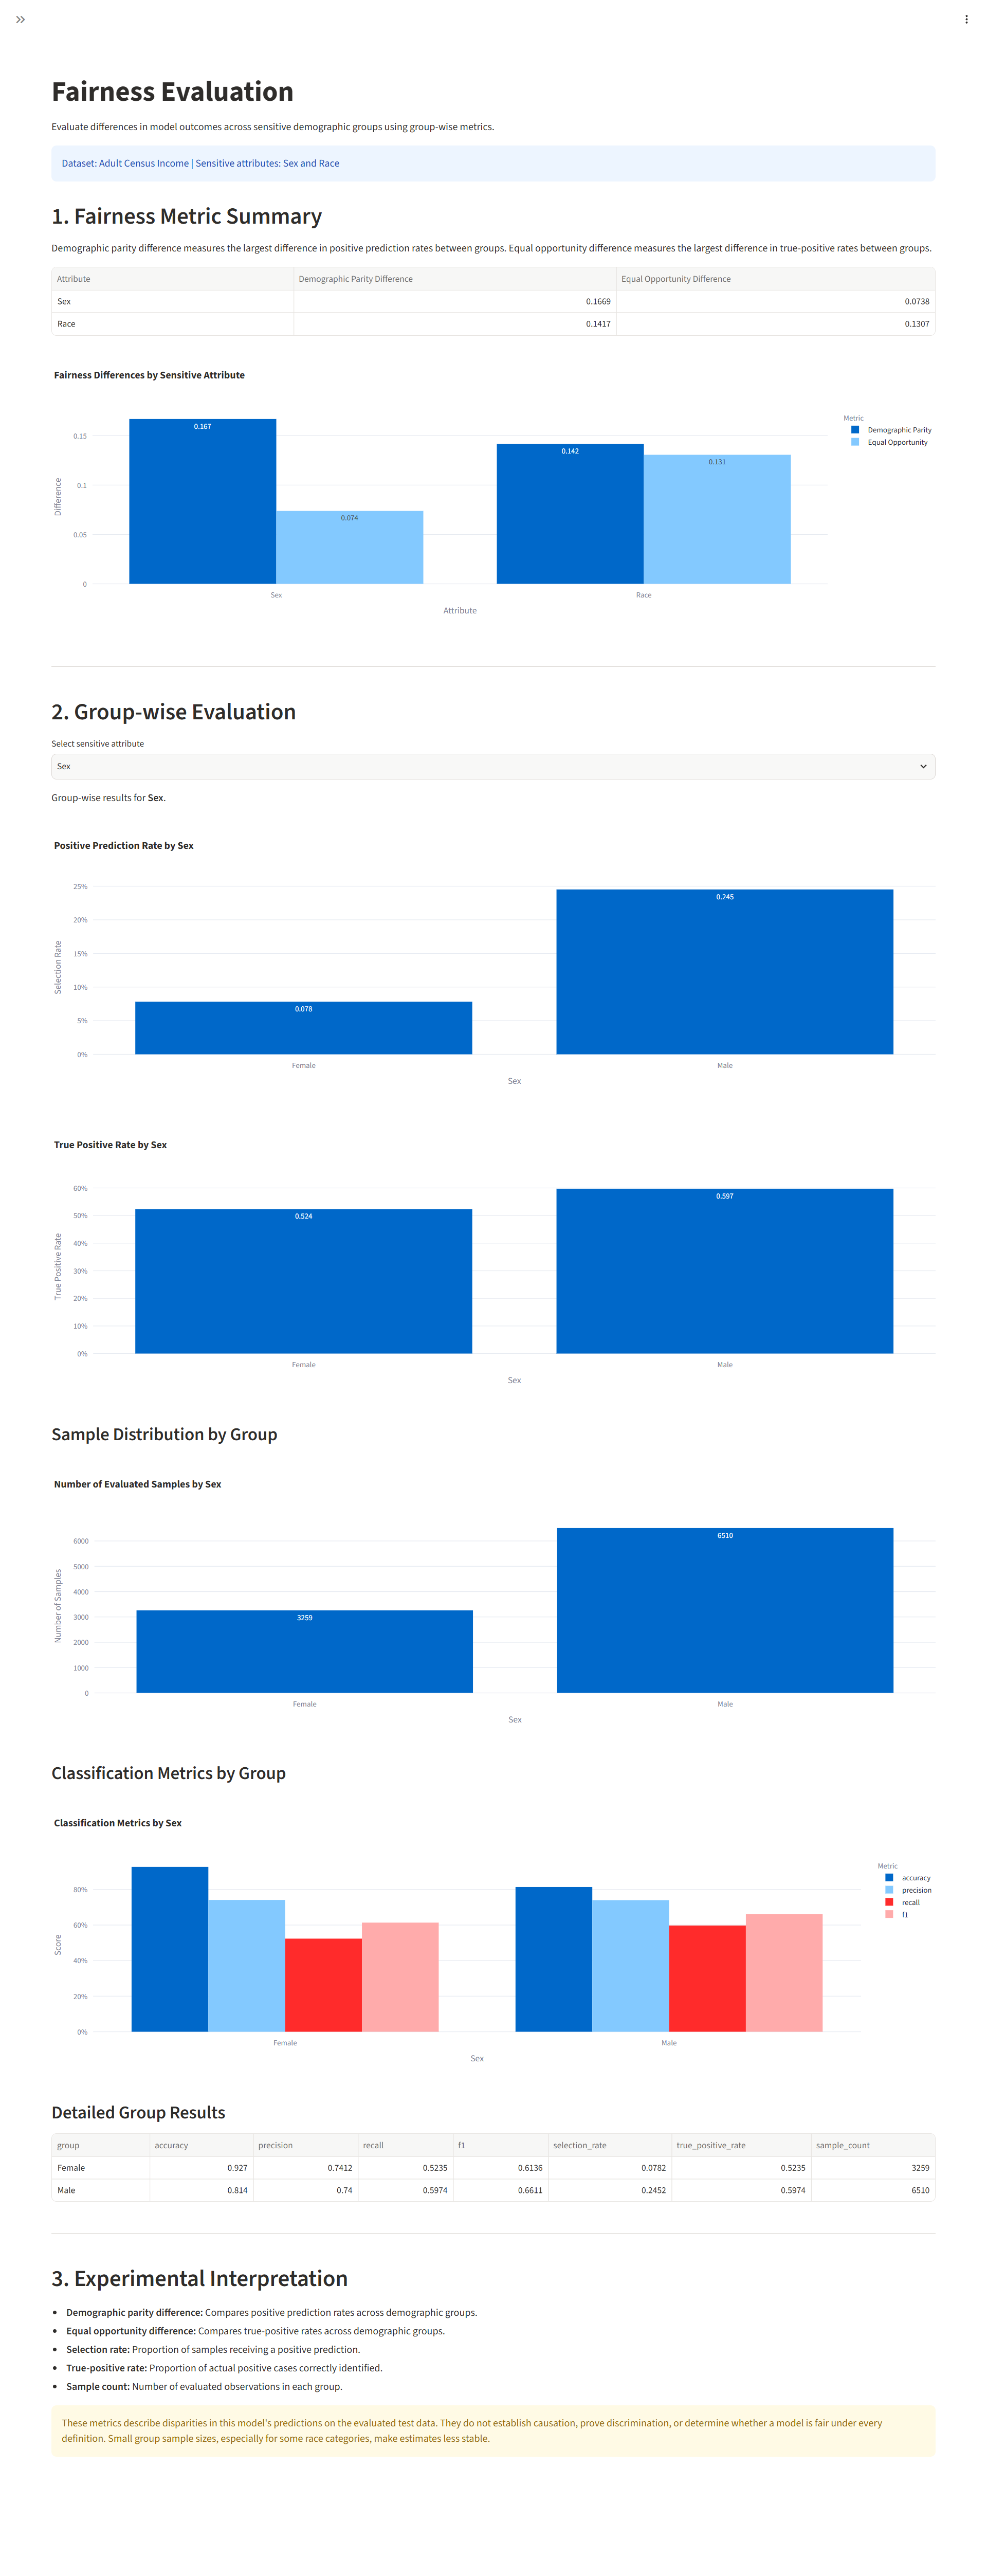 Fairness Evaluation
Evaluate differences in model outcomes across sensitive demographic groups using group-wise metrics.
Dataset: Adult Census Income | Sensitive attributes: Sex and Race
1. Fairness Metric Summary
Demographic parity difference measures the largest difference in positive prediction rates between groups. Equal opportunity difference measures the largest difference in true-positive rates between groups.
Attribute Demographic Parity Difference Equal Opportunity Difference
Sex 0.1669 0.0738
Race 0.1417 0.1307
Fairness Differences by Sensitive Attribute
Metric
Demographic Parity
Equal Opportunity
Difference
0.15
0.1
0.05
0
0.167
0.074
0.142
0.131
Sex Race
Attribute
2. Group-wise Evaluation
Select sensitive attribute
Sex
Group-wise results for Sex.
Positive Prediction Rate by Sex
Selection Rate
25%
20%
15%
10%
5%
0%
0.078
0.245
Female Male
Sex
True Positive Rate by Sex
True Positive Rate
60%
50%
40%
30%
20%
10%
0%
0.524
0.597
Female Male
Sex
Sample Distribution by Group
Number of Evaluated Samples by Sex
Number of Samples
6000
5000
4000
3000
2000
1000
0
3259
6510
Female Male
Sex
Classification Metrics by Group
Classification Metrics by Sex
Metric
accuracy
precision
recall
f1
Score
80%
60%
40%
20%
0%
Female Male
Sex
Detailed Group Results
group accuracy precision recall f1 selection_rate true_positive_rate sample_count
Female 0.927 0.7412 0.5235 0.6136 0.0782 0.5235 3259
Male 0.814 0.74 0.5974 0.6611 0.2452 0.5974 6510
3. Experimental Interpretation
• Demographic parity difference: Compares positive prediction rates across demographic groups.
• Equal opportunity difference: Compares true-positive rates across demographic groups.
• Selection rate: Proportion of samples receiving a positive prediction.
• True-positive rate: Proportion of actual positive cases correctly identified.
• Sample count: Number of evaluated observations in each group.
These metrics describe disparities in this model's predictions on the evaluated test data. They do not establish causation, prove discrimination, or determine whether a model is fair under every
definition. Small group sample sizes, especially for some race categories, make estimates less stable.